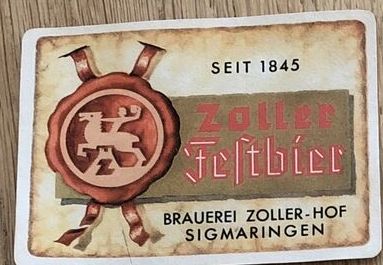 SEIT 1845
Zoller
Festbier
BRAUEREI ZOLLER-HOF
SIGMARINGEN